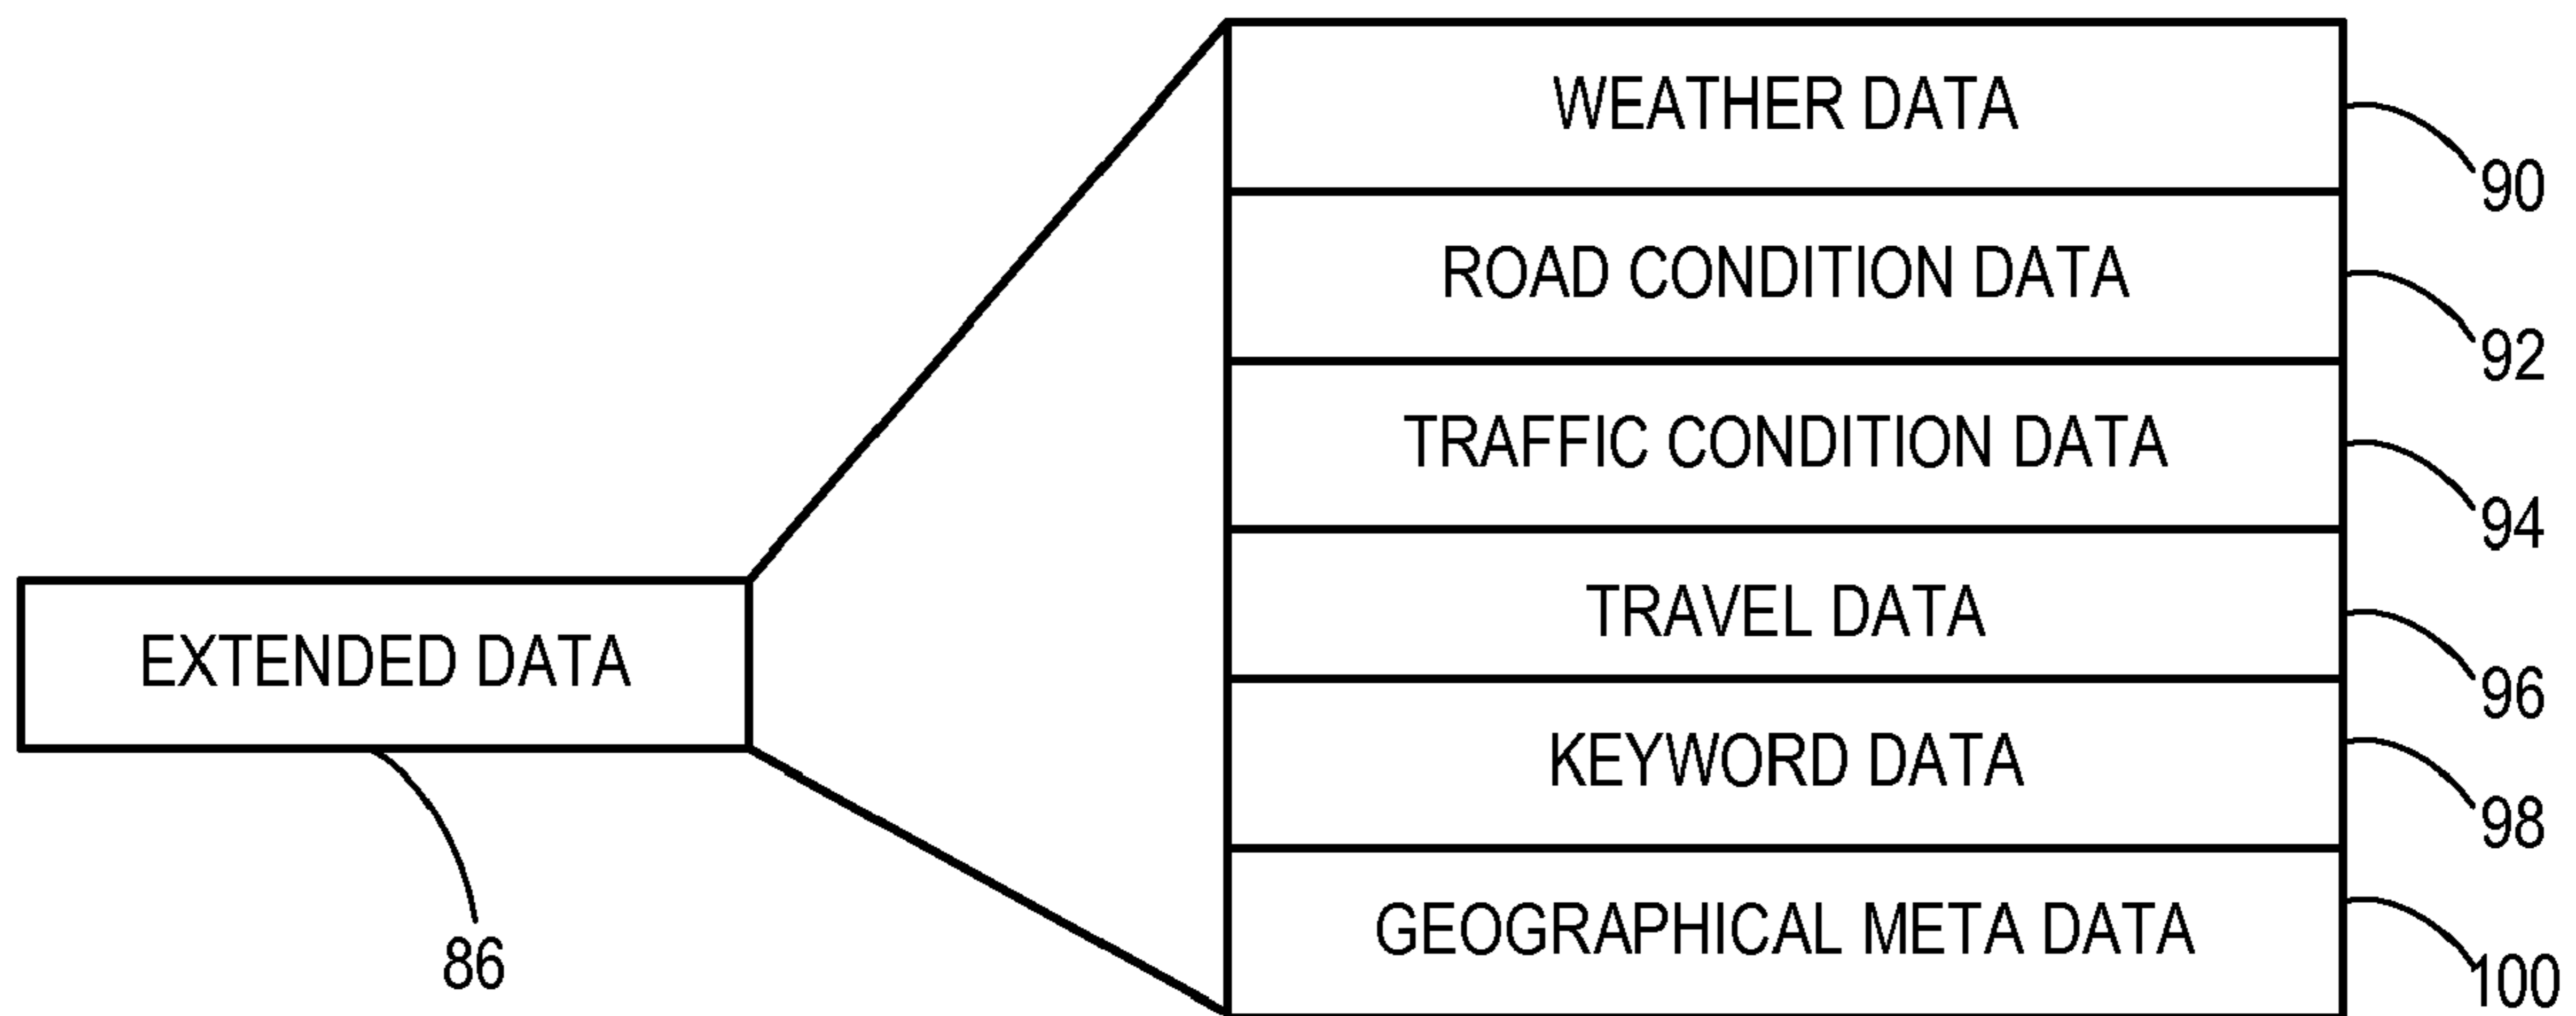 WEATHER DATA
90
ROAD CONDITION DATA
92
TRAFFIC CONDITION DATA
94
TRAVEL DATA
96
EXTENDED DATA
86
KEYWORD DATA
98
GEOGRAPHICAL META DATA
100